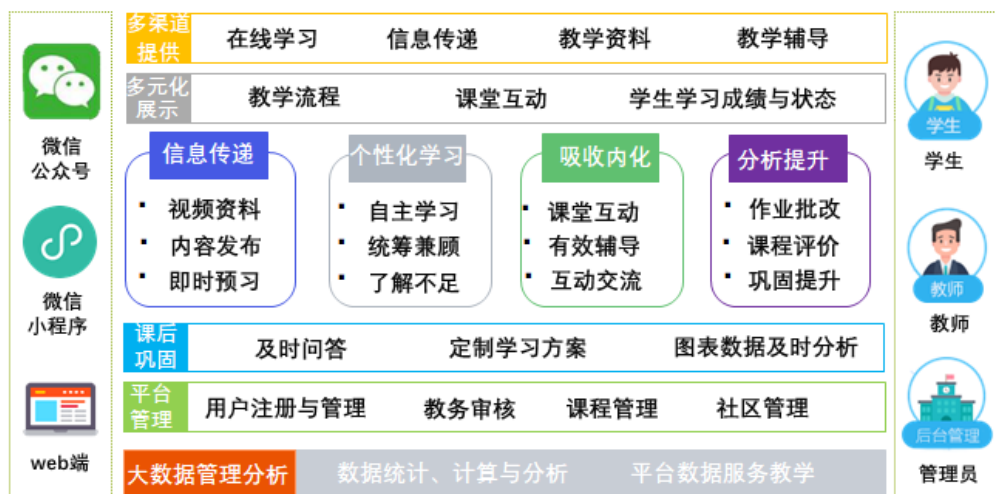 多渠道
提供
在线学习 信息传递 教学资料 教学辅导
多元化
展示
教学流程 课堂互动 学生学习成绩与状态
微信
公众号
微信
小程序
web端
信息传递
视频资料
内容发布
即时预习
个性化学习
自主学习
统筹兼顾
了解不足
吸收内化
课堂互动
有效辅导
互动交流
分析提升
作业批改
课程评价
巩固提升
课后
巩固
及时问答 定制学习方案 图表数据及时分析
平台
管理
用户注册与管理 教务审核 课程管理 社区管理
大数据管理分析 数据统计、计算与分析 平台数据服务教学
学生
学生
教师
教师
后台管理
管理员